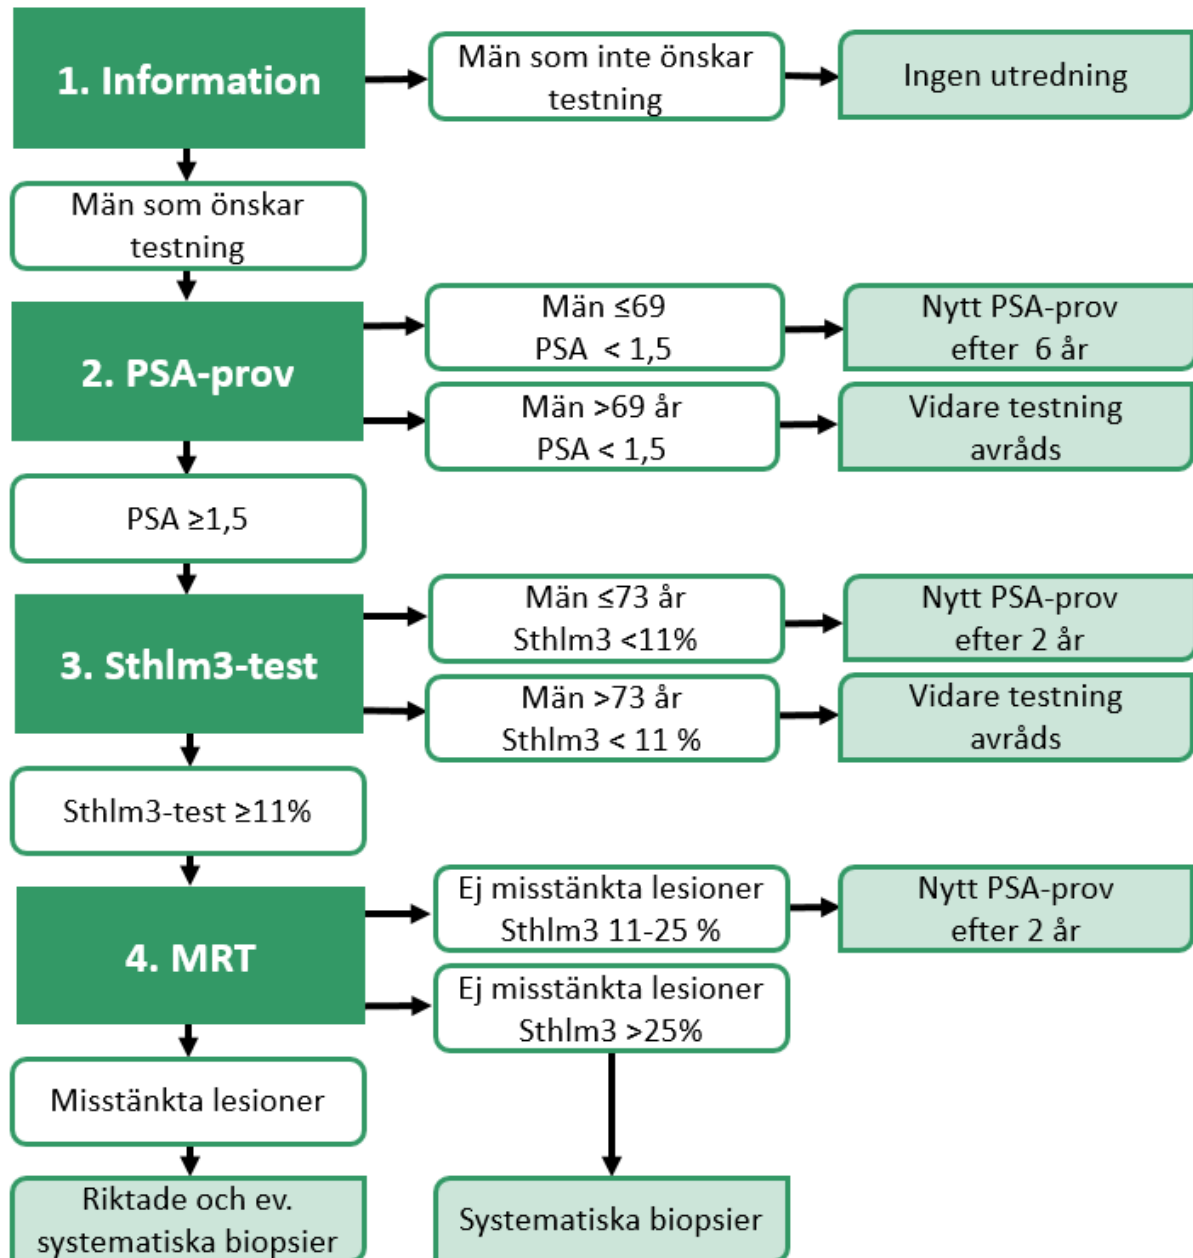 1. Information
Män som inte önskar
testning
Ingen utredning
Män som önskar
testning
2. PSA-prov
Män ≤69
PSA < 1,5
Nytt PSA-prov
efter 6 år
Män >69 år
PSA < 1,5
Vidare testning
avråds
PSA ≥1,5
3. Sthlm3-test
Män ≤73 år
Sthlm3 <11%
Nytt PSA-prov
efter 2 år
Män >73 år
Sthlm3 < 11 %
Vidare testning
avråds
Sthlm3-test ≥11%
4. MRT
Ej misstänkta lesioner
Sthlm3 11-25 %
Nytt PSA-prov
efter 2 år
Ej misstänkta lesioner
Sthlm3 >25%
Misstänkta lesioner
Riktade och ev.
systematiska biopsier
Systematiska biopsier